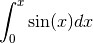 ∫₀ˣ sin(x)dx